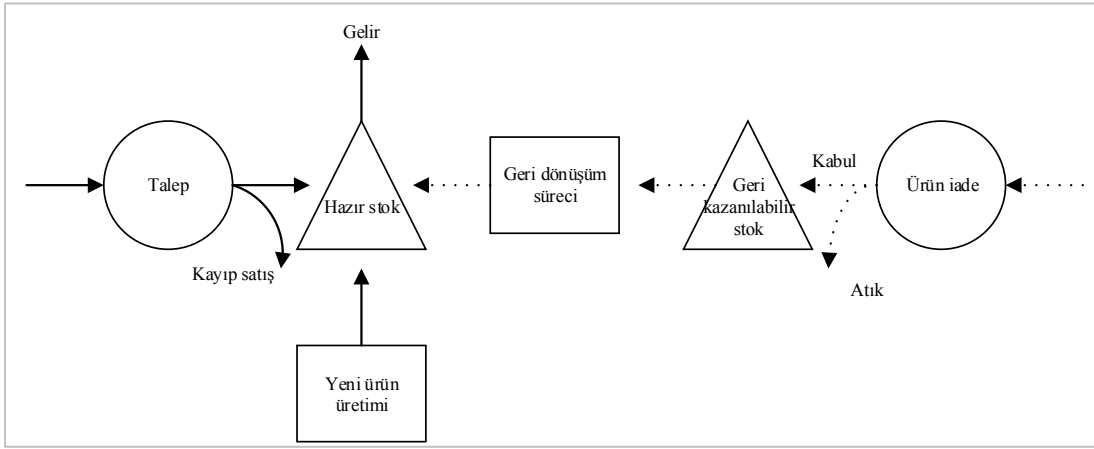 Gelir
Talep
Hazır stok
Kayıp satış
Yeni ürün
üretimi
Geri dönüşüm
süreci
Geri
kazanılabilir
stok
Kabul
Atık
Ürün iade